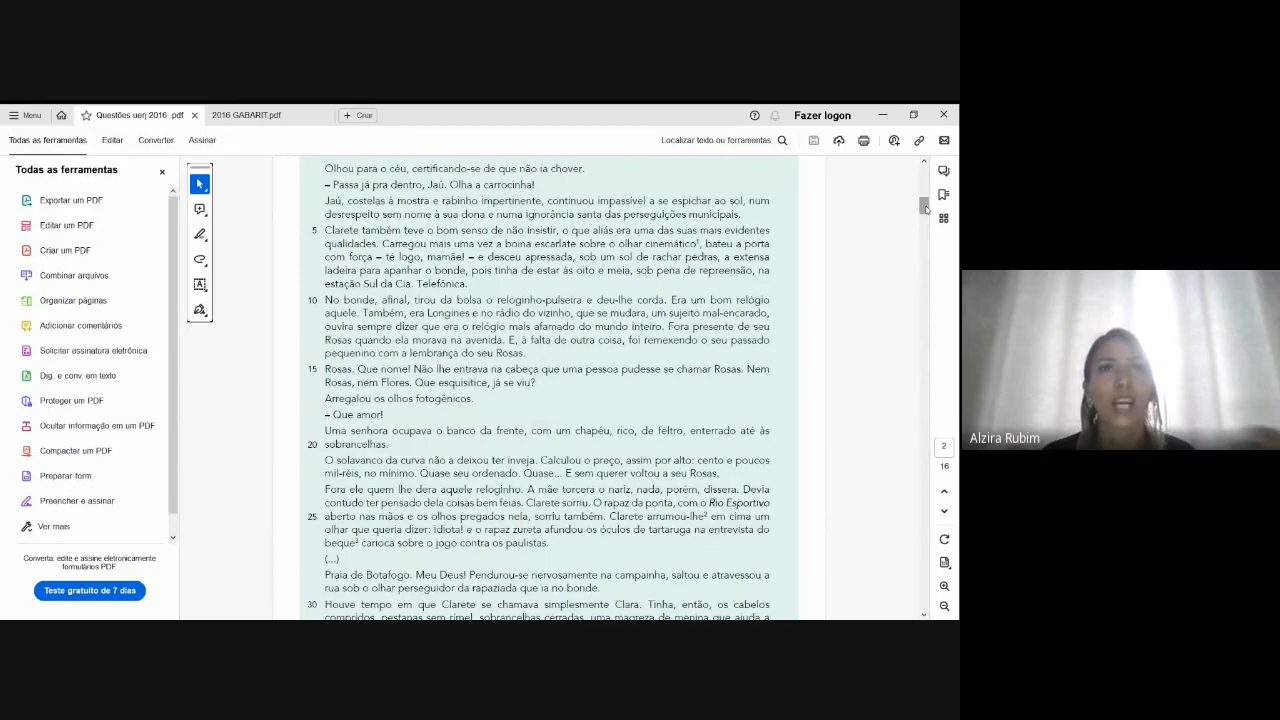 Menu
Questões uerj 2016..pdf
2016 GABARIT.pdf
+ Criar
Fazer logon
Todas as ferramentas
Editar
Converter
Assinar
Localizar texto ou ferramentas
Todas as ferramentas
Exportar um PDF
Editar um PDF
Criar um PDF
Combinar arquivos
Organizar páginas
Adicionar comentários
Solicitar assinatura eletrônica
Dig. e conv. em texto
Proteger um PDF
Ocultar informação em um PDF
Compactar um PDF
Preparar form
Preencher e assinar
Ver mais
Converta, edite e assine eletronicamente
formulários PDF
Teste gratuito de 7 dias
Olhou para o céu, certificando-se de que não ia chover.
– Passa já pra dentro, Jaú. Olha a carrocinha!
Jaú, costelas à mostra e rabinho impertinente, continuou impassível a se espichar ao sol, num
desrespeito sem nome à sua dona e numa ignorância santa das perseguições municipais.
5 Clarete também teve o bom senso de não insistir, o que aliás era uma das suas mais evidentes
qualidades. Carregou mais uma vez a boina escarlate sobre o olhar cinemático¹, bateu a porta
com força – té logo, mamãe! – e desceu apressada, sob um sol de rachar pedras, a extensa
ladeira para apanhar o bonde, pois tinha de estar às oito e meia, sob pena de repreensão, na
estação Sul da Cia. Telefônica.
10 No bonde, afinal, tirou da bolsa o reloginho-pulseira e deu-lhe corda. Era um bom relógio
aquele. Também, era Longines e no rádio do vizinho, que se mudara, um sujeito mal-encarado,
ouvira sempre dizer que era o relógio mais afamado do mundo inteiro. Fora presente de seu
Rosas quando ela morava na avenida. E, à falta de outra coisa, foi remexendo o seu passado
pequenino com a lembrança do seu Rosas.
15 Rosas. Que nome! Não lhe entrava na cabeça que uma pessoa pudesse se chamar Rosas. Nem
Rosas, nem Flores. Que esquisitice, já se viu?
Arregalou os olhos fotogênicos.
– Que amor!
Uma senhora ocupava o banco da frente, com um chapéu, rico, de feltro, enterrado até às
20 sobrancelhas.
O solavanco da curva não a deixou ter inveja. Calculou o preço, assim por alto: cento e poucos
mil-réis, no mínimo. Quase seu ordenado. Quase... E sem querer voltou a seu Rosas.
Fora ele quem lhe dera aquele reloginho. A mãe torcera o nariz, nada, porém, dissera. Devia
contudo ter pensado dela coisas bem feias. Clarete sorriu. O rapaz da ponta, com o Rio Esportivo
25 aberto nas mãos e os olhos pregados nela, sorriu também. Clarete arrumou-lhe² em cima um
olhar que queria dizer: idiota! e o rapaz zureta afundou os óculos de tartaruga na entrevista do
beque³ carioca sobre o jogo contra os paulistas.
(...)
Praia de Botafogo. Meu Deus! Pendurou-se nervosamente na campainha, saltou e atravessou a
rua sob o olhar perseguidor da rapaziada que ia no bonde.
30 Houve tempo em que Clarete se chamava simplesmente Clara. Tinha, então, os cabelos
compridos, pestanas sem rímel, sobrancelhas cerradas, uma magreza de menina que ajuda a
2
16
Alzira Rubim